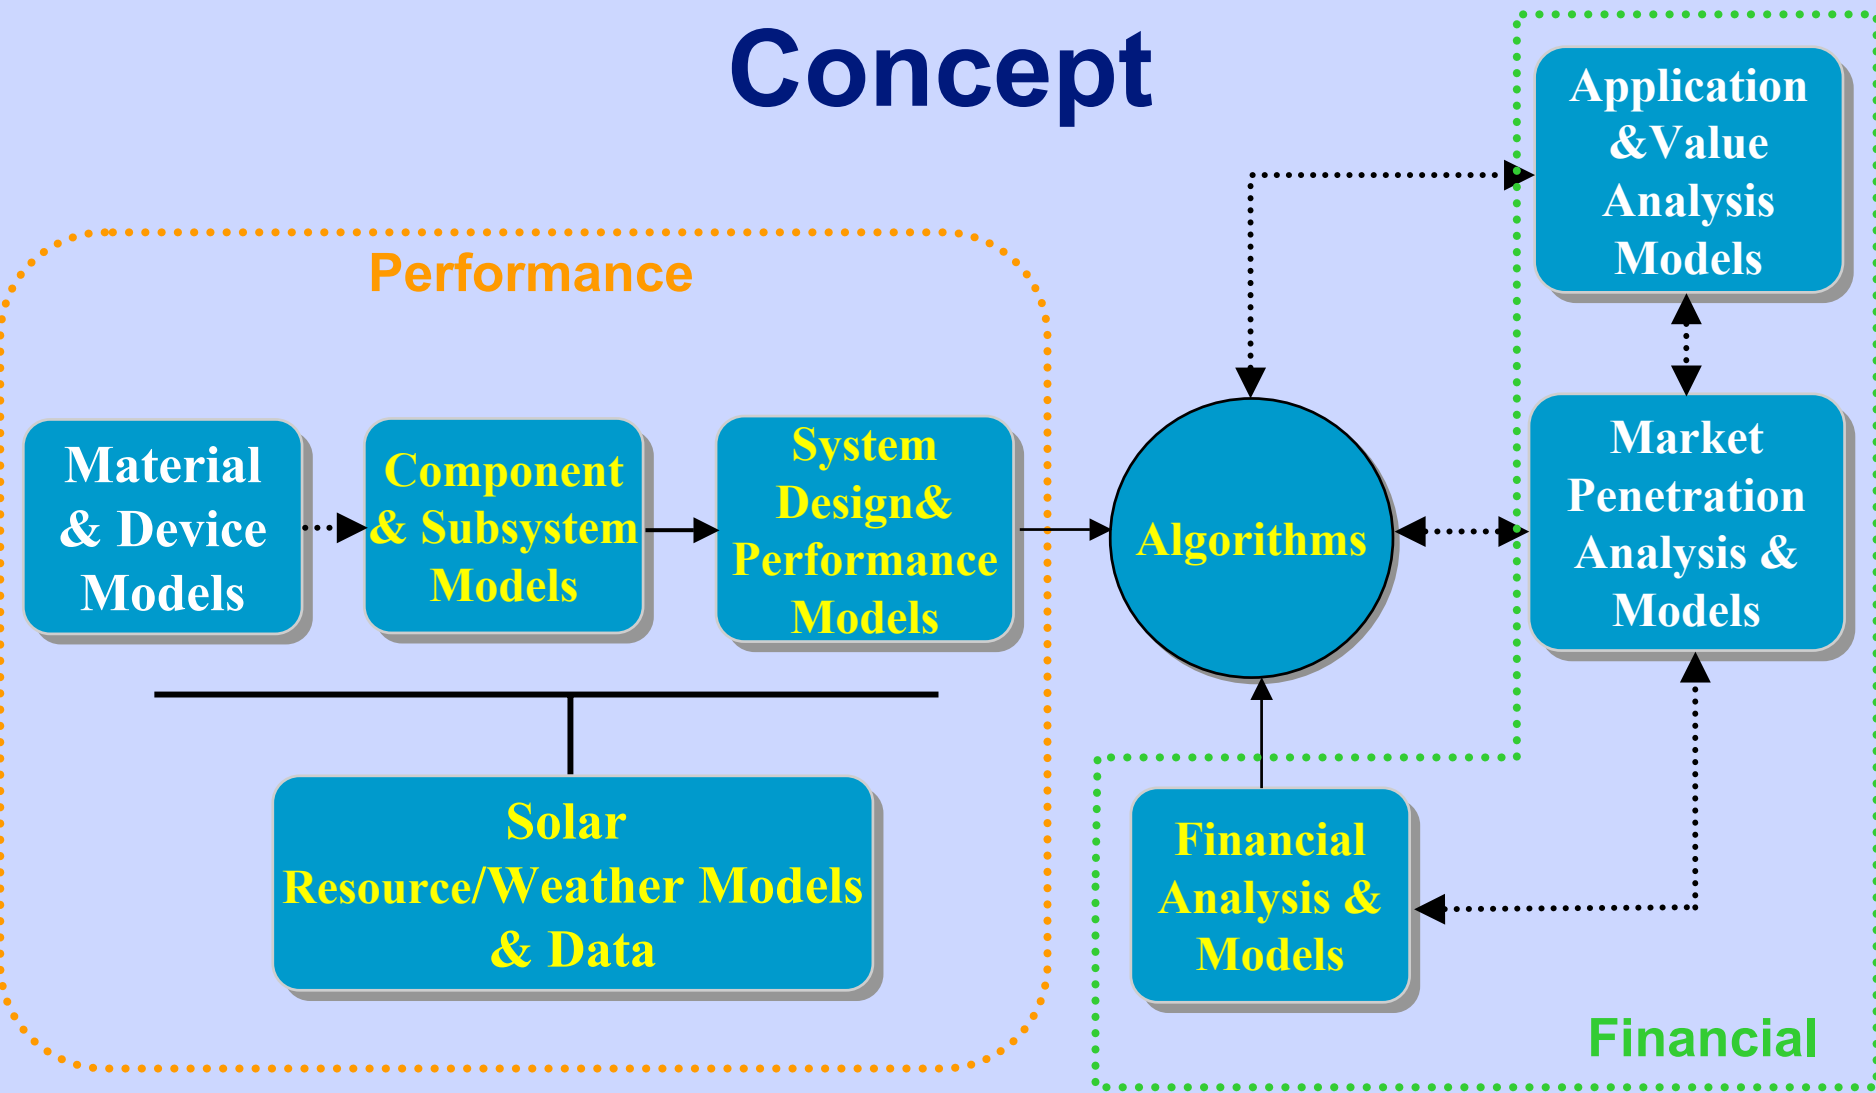 Concept
Performance
Material
& Device
Models
Component
& Subsystem
Models
System
Design&
Performance
Models
Solar
Resource/Weather Models
& Data
Algorithms
Application
&Value
Analysis
Models
Market
Penetration
Analysis &
Models
Financial
Analysis &
Models
Financial